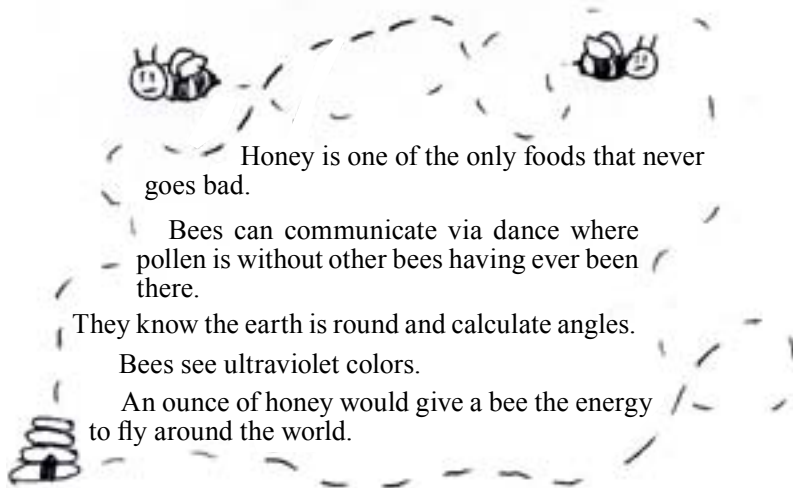 Honey is one of the only foods that never
goes bad.
Bees can communicate via dance where
pollen is without other bees having ever been
there.
They know the earth is round and calculate angles.
Bees see ultraviolet colors.
An ounce of honey would give a bee the energy
to fly around the world.